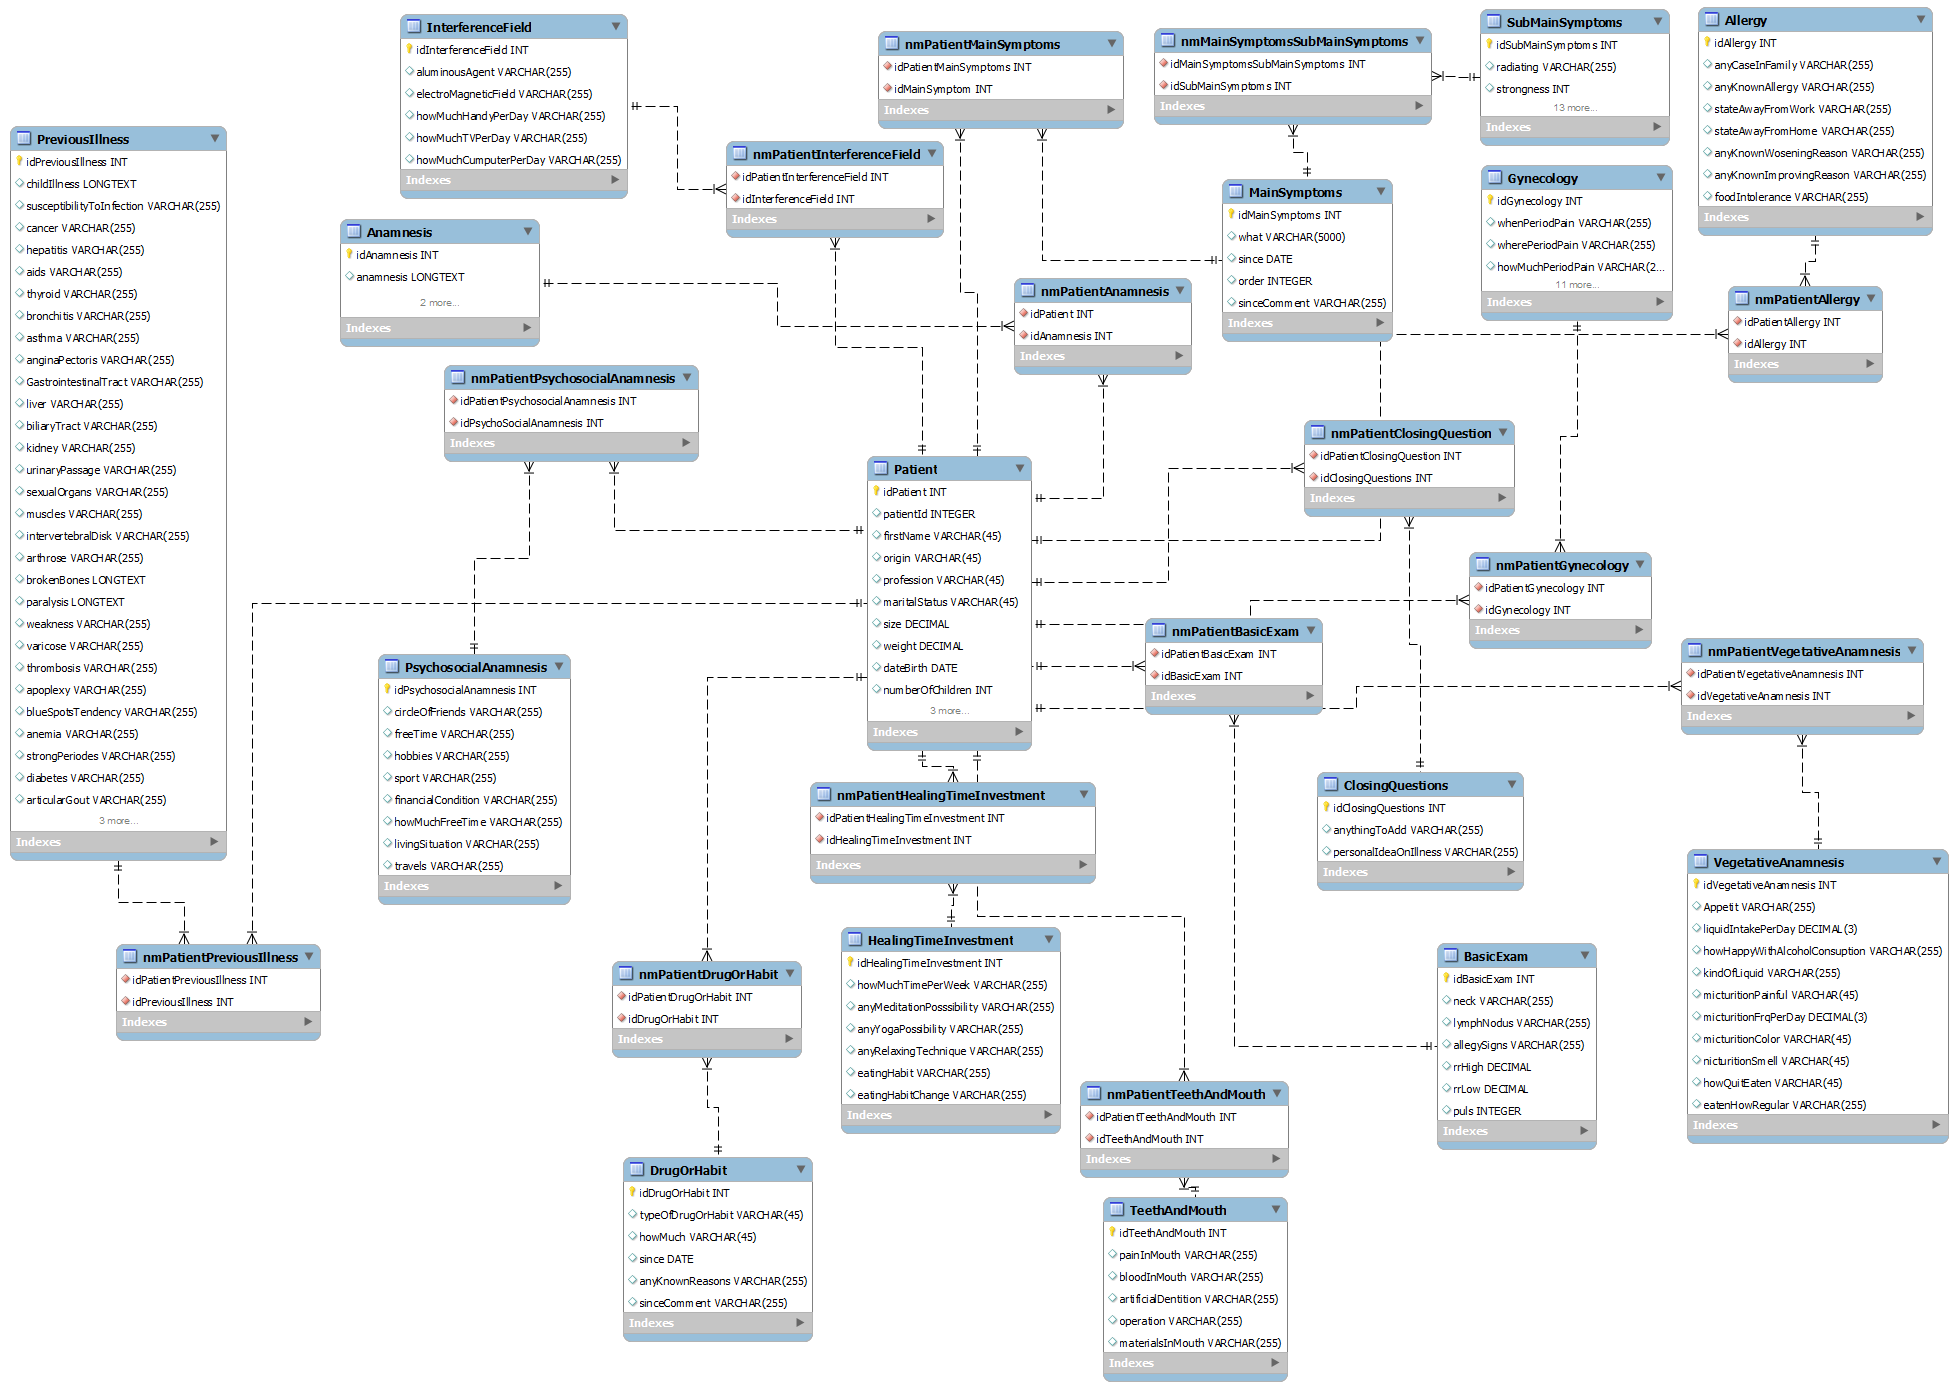 InterferenceField
idInterferenceField INT
aluminousAgent VARCHAR(255)
electroMagneticField VARCHAR(255)
howMuchHandyPerDay VARCHAR(255)
howMuchTVPerDay VARCHAR(255)
howMuchCumputerPerDay VARCHAR(255)
Indexes
nmPatientMainSymptoms
idPatientMainSymptoms INT
idMainSymptom INT
Indexes
nmMainSymptomsSubMainSymptoms
idMainSymptomsSubMainSymptoms INT
idSubMainSymptoms INT
Indexes
SubMainSymptoms
idSubMainSymptoms INT
radiating VARCHAR(255)
strongness INT
13 more...
Indexes
Allergy
idAllergy INT
anyCaseInFamily VARCHAR(255)
anyKnownAllergy VARCHAR(255)
stateAwayFromWork VARCHAR(255)
stateAwayFromHome VARCHAR(255)
anyKnownWoseningReason VARCHAR(255)
anyKnownImprovingReason VARCHAR(255)
foodIntolerance VARCHAR(255)
Indexes
PreviousIllness
idPreviousIllness INT
childIllness LONGTEXT
susceptibilityToInfection VARCHAR(255)
cancer VARCHAR(255)
hepatitis VARCHAR(255)
aids VARCHAR(255)
thyroid VARCHAR(255)
bronchitis VARCHAR(255)
asthma VARCHAR(255)
anginaPectoris VARCHAR(255)
GastrointestinalTract VARCHAR(255)
liver VARCHAR(255)
biliaryTract VARCHAR(255)
kidney VARCHAR(255)
urinaryPassage VARCHAR(255)
sexualOrgans VARCHAR(255)
muscles VARCHAR(255)
intervertebralDisk VARCHAR(255)
arthrose VARCHAR(255)
brokenBones LONGTEXT
paralysis LONGTEXT
weakness VARCHAR(255)
varicose VARCHAR(255)
thrombosis VARCHAR(255)
apoplexy VARCHAR(255)
blueSpotsTendency VARCHAR(255)
anemia VARCHAR(255)
strongPeriodes VARCHAR(255)
diabetes VARCHAR(255)
articularGout VARCHAR(255)
3 more...
Indexes
nmPatientInterferenceField
idPatientInterferenceField INT
idInterferenceField INT
Indexes
MainSymptoms
idMainSymptoms INT
what VARCHAR(5000)
since DATE
order INTEGER
sinceComment VARCHAR(255)
Indexes
Gynecology
idGynecology INT
whenPeriodPain VARCHAR(255)
wherePeriodPain VARCHAR(255)
howMuchPeriodPain VARCHAR(2...
11 more...
Indexes
Anamnesis
idAnamnesis INT
anamnesis LONGTEXT
2 more...
Indexes
nmPatientAnamnesis
idPatient INT
idAnamnesis INT
Indexes
nmPatientAllergy
idPatientAllergy INT
idAllergy INT
Indexes
nmPatientPsychosocialAnamnesis
idPatientPsychosocialAnamnesis INT
idPsychoSocialAnamnesis INT
Indexes
nmPatientClosingQuestion
idPatientClosingQuestion INT
idClosingQuestions INT
Indexes
Patient
idPatient INT
patientId INTEGER
firstName VARCHAR(45)
origin VARCHAR(45)
profession VARCHAR(45)
maritalStatus VARCHAR(45)
size DECIMAL
weight DECIMAL
dateBirth DATE
numberOfChildren INT
3 more...
Indexes
nmPatientGynecology
idPatientGynecology INT
idGynecology INT
Indexes
nmPatientBasicExam
idPatientBasicExam INT
idBasicExam INT
Indexes
nmPatientVegetativeAnamnesis
idPatientVegetativeAnamnesis INT
idVegetativeAnamnesis INT
Indexes
PsychosocialAnamnesis
idPsychosocialAnamnesis INT
circleOfFriends VARCHAR(255)
freeTime VARCHAR(255)
hobbies VARCHAR(255)
sport VARCHAR(255)
financialCondition VARCHAR(255)
howMuchFreeTime VARCHAR(255)
livingSituation VARCHAR(255)
travels VARCHAR(255)
Indexes
nmPatientHealingTimeInvestment
idPatientHealingTimeInvestment INT
idHealingTimeInvestment INT
Indexes
ClosingQuestions
idClosingQuestions INT
anythingToAdd VARCHAR(255)
personalIdeaOnIllness VARCHAR(255)
Indexes
VegetativeAnamnesis
idVegetativeAnamnesis INT
Appetit VARCHAR(255)
liquidIntakePerDay DECIMAL(3)
howHappyWithAlcoholConsuption VARCHAR(255)
kindOfLiquid VARCHAR(255)
micturitionPainful VARCHAR(45)
micturitionFrqPerDay DECIMAL(3)
micturitionColor VARCHAR(45)
nicturitionSmell VARCHAR(45)
howQuitEaten VARCHAR(45)
eatenHowRegular VARCHAR(255)
Indexes
nmPatientPreviousIllness
idPatientPreviousIllness INT
idPreviousIllness INT
Indexes
nmPatientDrugOrHabit
idPatientDrugOrHabit INT
idDrugOrHabit INT
Indexes
HealingTimeInvestment
idHealingTimeInvestment INT
howMuchTimePerWeek VARCHAR(255)
anyMeditationPosssibility VARCHAR(255)
anyYogaPossibility VARCHAR(255)
anyRelaxingTechnique VARCHAR(255)
eatingHabit VARCHAR(255)
eatingHabitChange VARCHAR(255)
Indexes
BasicExam
idBasicExam INT
neck VARCHAR(255)
lymphNodus VARCHAR(255)
allegySigns VARCHAR(255)
rrHigh DECIMAL
rrLow DECIMAL
puls INTEGER
Indexes
nmPatientTeethAndMouth
idPatientTeethAndMouth INT
idTeethAndMouth INT
Indexes
DrugOrHabit
idDrugOrHabit INT
typeOfDrugOrHabit VARCHAR(45)
howMuch VARCHAR(45)
since DATE
anyKnownReasons VARCHAR(255)
sinceComment VARCHAR(255)
Indexes
TeethAndMouth
idTeethAndMouth INT
painInMouth VARCHAR(255)
bloodInMouth VARCHAR(255)
artificialDentition VARCHAR(255)
operation VARCHAR(255)
materialsInMouth VARCHAR(255)
Indexes